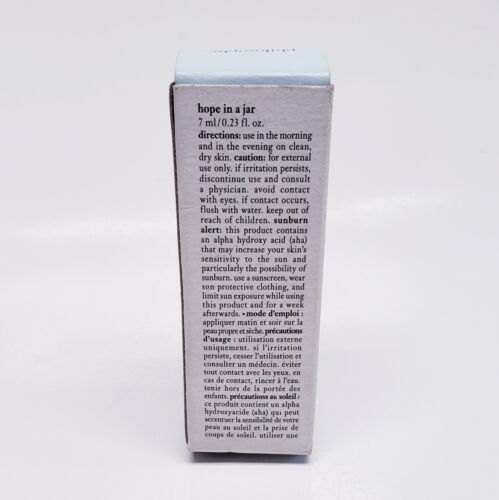 hope in a jar
7 ml/0.23 fl. oz.
directions: use in the morning
and in the evening on clean,
dry skin. caution: for external
use only. if irritation persists,
discontinue use and consult
a physician. avoid contact
with eyes. if contact occurs,
flush with water. keep out of
reach of children. sunburn
alert: this product contains
an alpha hydroxy acid (aha)
that may increase your skin's
sensitivity to the sun and
particularly the possibility of
sunburn. use a sunscreen, wear
sun protective clothing, and
limit sun exposure while using
this product and for a week
afterwards. • mode d'emploi :
appliquer matin et soir sur la
peau propre et sèche. précautions
d'usage : utilisation externe
uniquement. si l'irritation
persiste, cesser l'utilisation et
consulter un médecin. éviter
tout contact avec les yeux. en
cas de contact, rincer à l'eau.
tenir hors de la portée des
enfants. précautions au soleil :
ce produit contient un alpha
hydroxyacide (aha) qui peut
accentuer la sensibilité de votre
peau au soleil et la prise de
coups de soleil. utiliser une